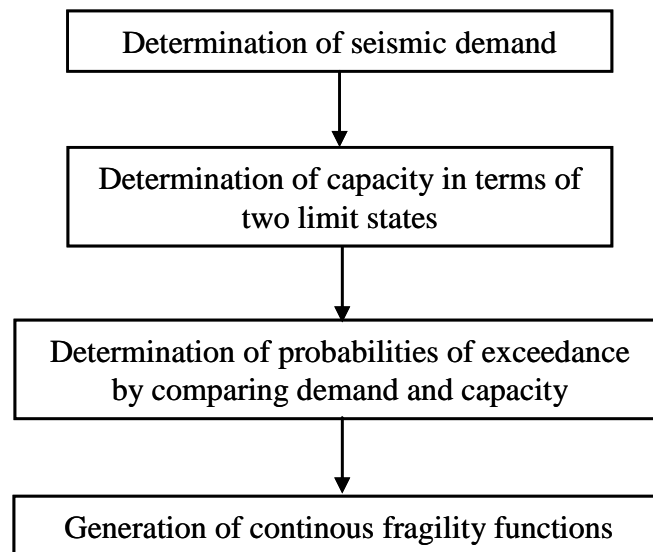 Determination of seismic demand
Determination of capacity in terms of
two limit states
Determination of probabilities of exceedance
by comparing demand and capacity
Generation of continous fragility functions